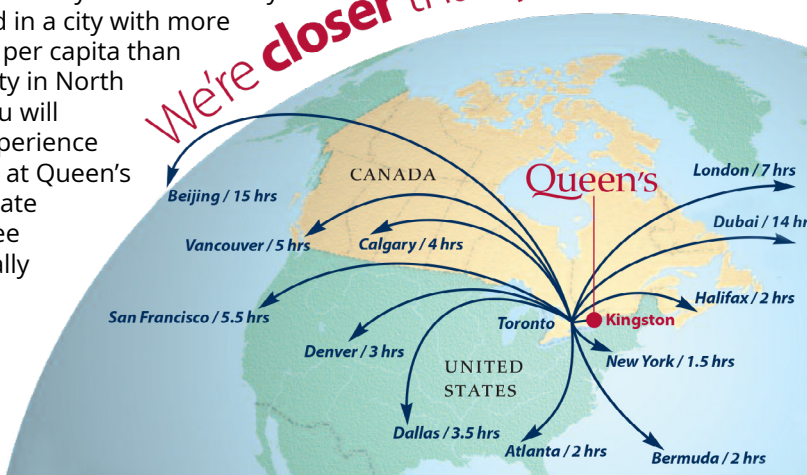 d in a city with more
per capita than
ty in North
u will
perience
at Queen's
ate
ee
ally
We're closer
CANADA
Queen's
London / 7 hrs
Beijing / 15 hrs
Dubai / 14 hr
Vancouver / 5 hrs
Calgary / 4 hrs
Halifax / 2 hrs
San Francisco / 5.5 hrs
Toronto
Kingston
Denver / 3 hrs
New York / 1.5 hrs
UNITED
STATES
Dallas / 3.5 hrs
Atlanta / 2 hrs
Bermuda / 2 hrs